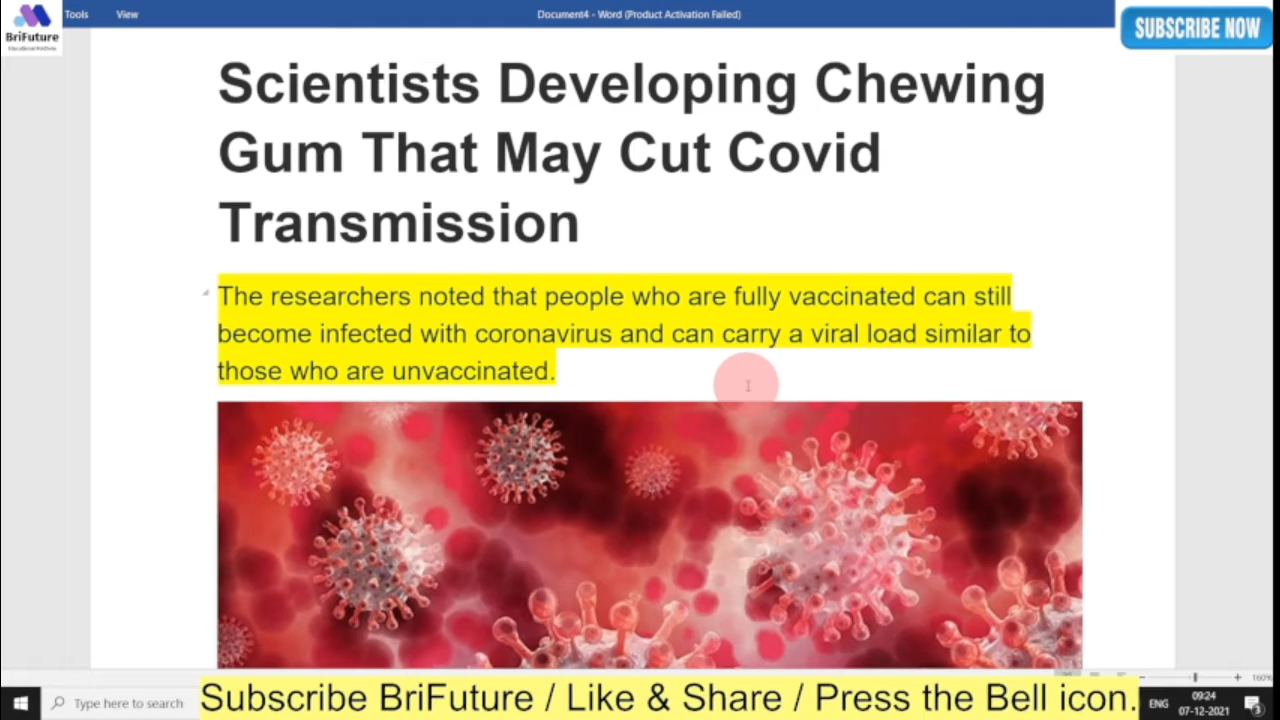 Tools View Document4 - Word (Product Activation Failed)
BriFuture
SUBSCRIBE NOW
Scientists Developing Chewing
Gum That May Cut Covid
Transmission
The researchers noted that people who are fully vaccinated can still
become infected with coronavirus and can carry a viral load similar to
those who are unvaccinated.
160%
Subscribe BriFuture / Like & Share / Press the Bell icon.
Type here to search
ENG
09:24
07-12-2021
3